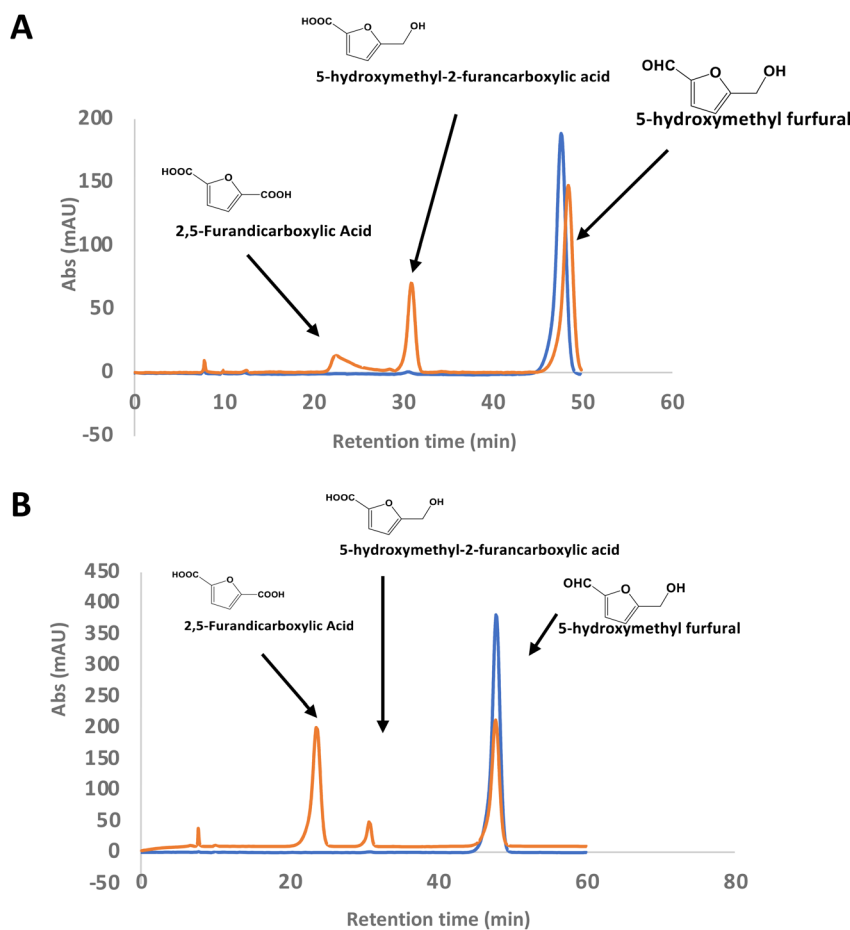 A
HOOC
O
OH
5-hydroxymethyl-2-furancarboxylic acid
OHC
O
OH
5-hydroxymethyl furfural
HOOC
O
COOH
2,5-Furandicarboxylic Acid
Abs (mAU)
200
150
100
50
0
-50
0 10 20 30 40 50 60
Retention time (min)
B
HOOC
O
OH
5-hydroxymethyl-2-furancarboxylic acid
HOOC
O
COOH
2,5-Furandicarboxylic Acid
OHC
O
OH
5-hydroxymethyl furfural
Abs (mAU)
450
400
350
300
250
200
150
100
50
0
-50
0 20 40 60 80
Retention time (min)